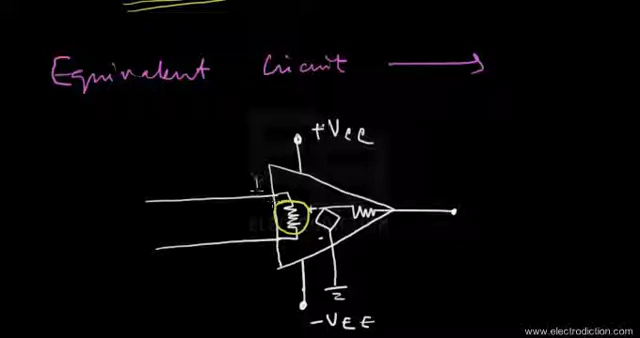 Equivalent Circuit
+Vcc
+
-
-VEE
www.electrodiction.com